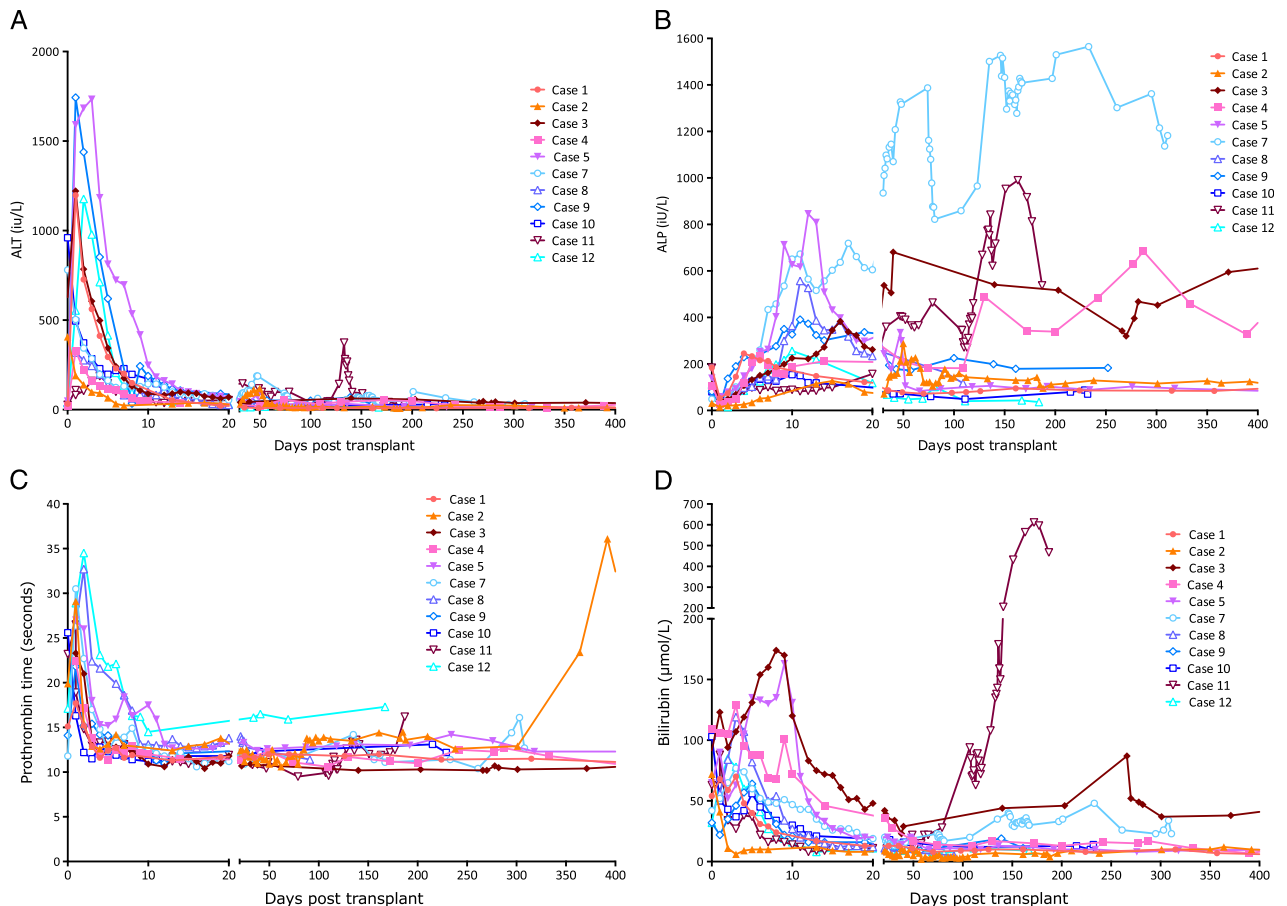 A
ALT (iu/L)
2000
1500
1000
500
0
0
10
20
50
100
150
200
250
300
350
400
Days post transplant
Case 1
Case 2
Case 3
Case 4
Case 5
Case 7
Case 8
Case 9
Case 10
Case 11
Case 12
B
ALP (iU/L)
1600
1400
1200
1000
800
600
400
200
0
0
10
20
50
100
150
200
250
300
350
400
Days post transplant
Case 1
Case 2
Case 3
Case 4
Case 5
Case 7
Case 8
Case 9
Case 10
Case 11
Case 12
C
Prothrombin time (seconds)
40
35
30
25
20
15
10
5
0
0
10
20
50
100
150
200
250
300
350
400
Days post transplant
Case 1
Case 2
Case 3
Case 4
Case 5
Case 7
Case 8
Case 9
Case 10
Case 11
Case 12
D
Bilirubin (µmol/L)
700
600
500
400
300
200
200
150
100
50
0
0
10
20
50
100
150
200
250
300
350
400
Days post transplant
Case 1
Case 2
Case 3
Case 4
Case 5
Case 7
Case 8
Case 9
Case 10
Case 11
Case 12